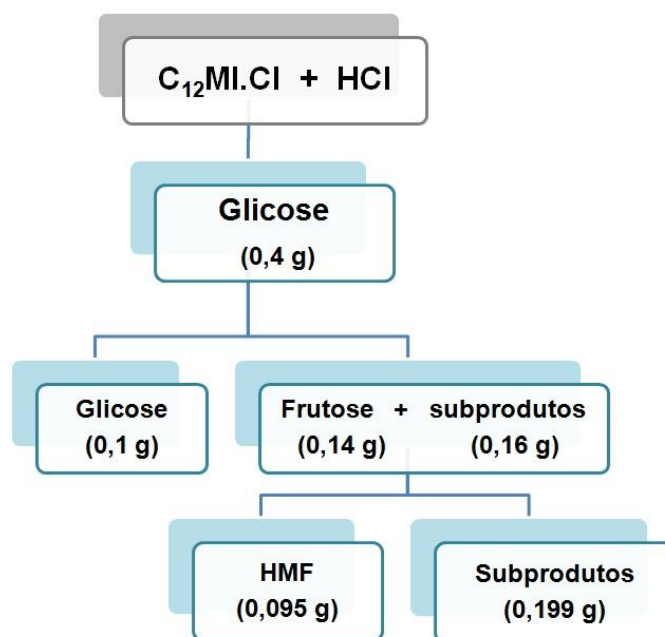 C₁₂MI.Cl + HCl
Glicose
(0,4 g)
Glicose
(0,1 g)
Frutose + subprodutos
(0,14 g) (0,16 g)
HMF
(0,095 g)
Subprodutos
(0,199 g)